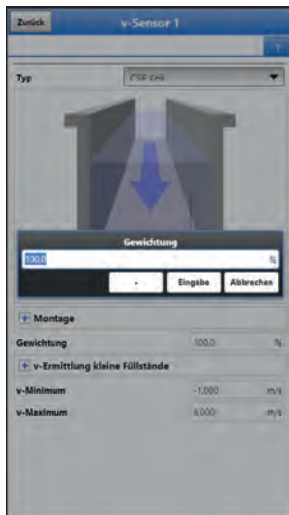 Zurück v-Sensor 1
1
Typ
Gewichtung
100,0 %
- Eingabe Abbrechen
+ Montage
Gewichtung 100,0 %
+ v-Ermittlung kleine Füllstände
v-Minimum -1,000 m/s
v-Maximum 6,000 m/s